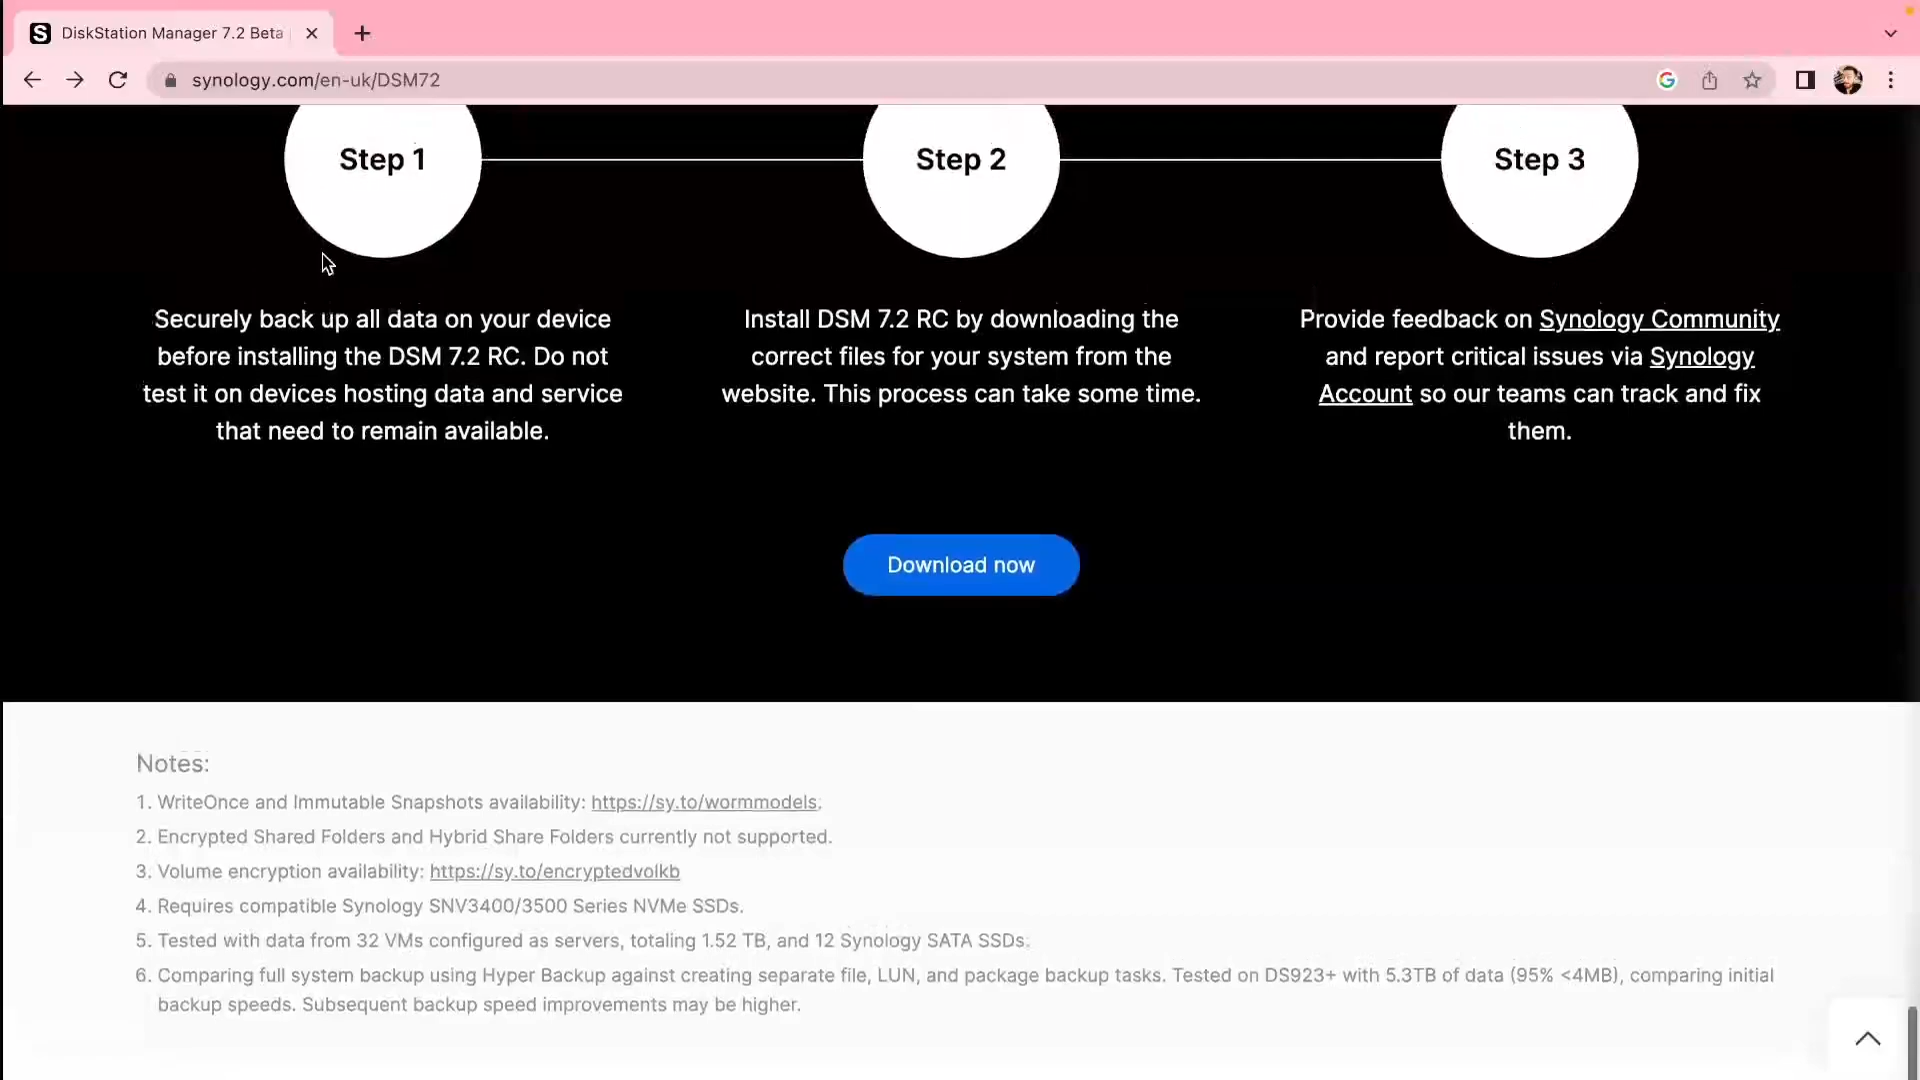 DiskStation Manager 7.2 Beta
synology.com/en-uk/DSM72
Step 1
Step 2
Step 3
Securely back up all data on your device
before installing the DSM 7.2 RC. Do not
test it on devices hosting data and service
that need to remain available.
Install DSM 7.2 RC by downloading the
correct files for your system from the
website. This process can take some time.
Provide feedback on Synology Community
and report critical issues via Synology
Account so our teams can track and fix
them.
Download now
Notes:
1. WriteOnce and Immutable Snapshots availability: https://sy.to/wormmodels.
2. Encrypted Shared Folders and Hybrid Share Folders currently not supported.
3. Volume encryption availability: https://sy.to/encryptedvolkb
4. Requires compatible Synology SNV3400/3500 Series NVMe SSDs.
5. Tested with data from 32 VMs configured as servers, totaling 1.52 TB, and 12 Synology SATA SSDs.
6. Comparing full system backup using Hyper Backup against creating separate file, LUN, and package backup tasks. Tested on DS923+ with 5.3TB of data (95% <4MB), comparing initial
backup speeds. Subsequent backup speed improvements may be higher.